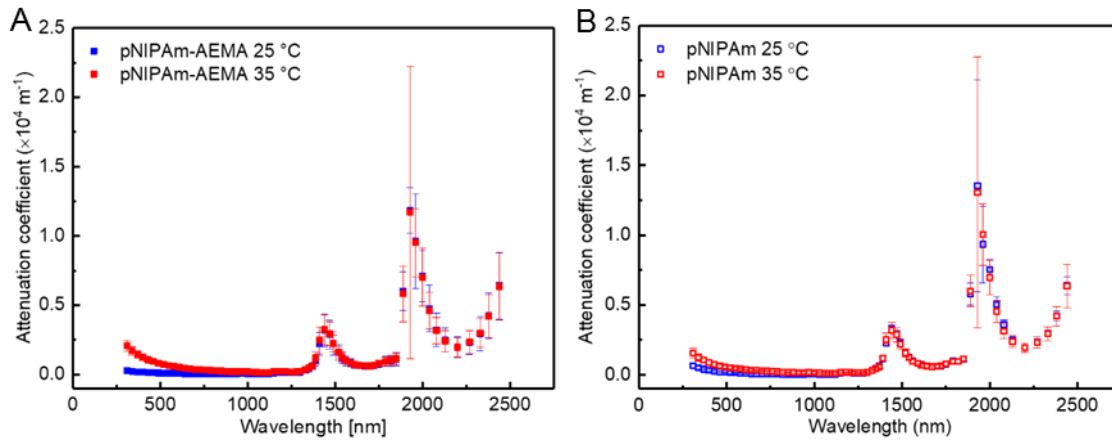 A
pNIPAm-AEMA 25 °C
pNIPAm-AEMA 35 °C
Attenuation coefficient (×10⁴ m⁻¹)
2.5
2.0
1.5
1.0
0.5
0.0
0 500 1000 1500 2000 2500
Wavelength [nm]
B
pNIPAm 25 °C
pNIPAm 35 °C
Attenuation coefficient (×10⁴ m⁻¹)
2.5
2.0
1.5
1.0
0.5
0.0
0 500 1000 1500 2000 2500
Wavelength (nm)